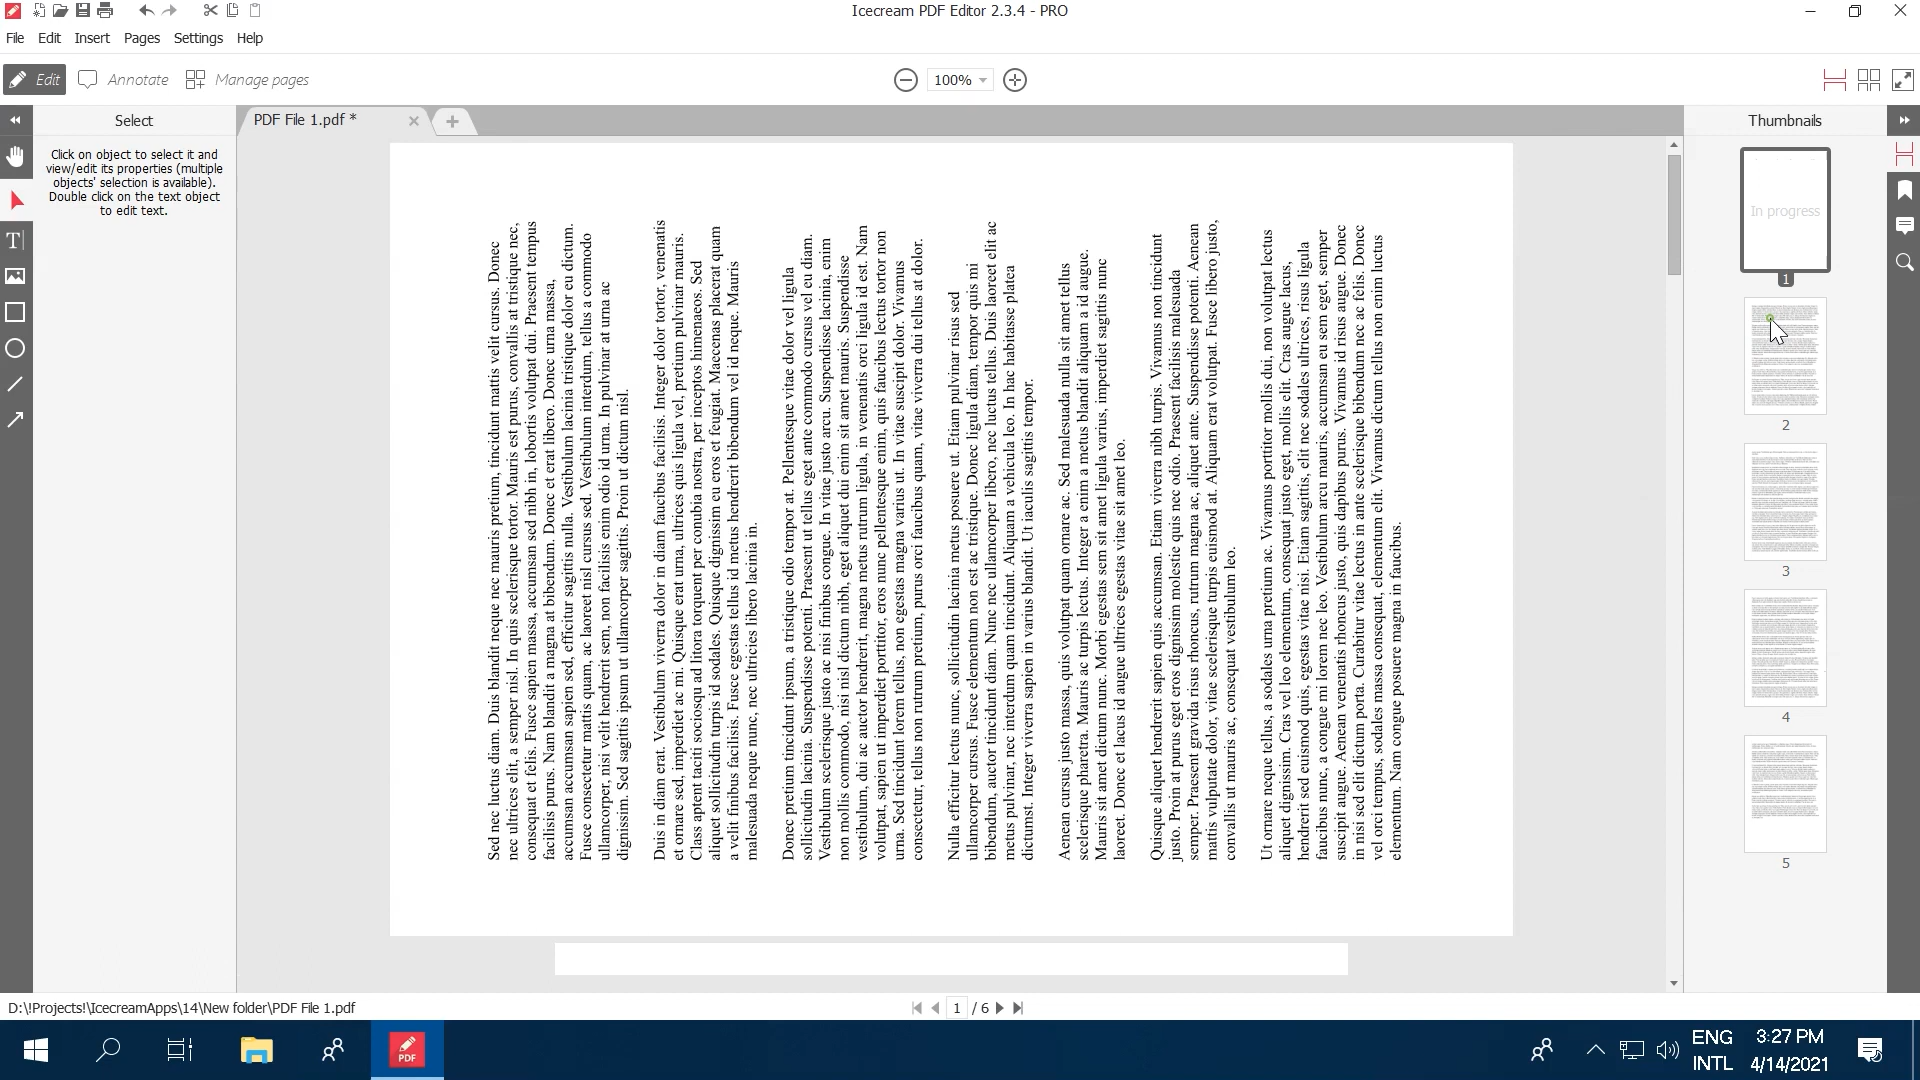 Icecream PDF Editor 2.3.4 - PRO
File Edit Insert Pages Settings Help
Edit Annotate Manage pages
100%
Select
PDF File 1.pdf *
Thumbnails
Click on object to select it and
view/edit its properties (multiple
objects' selection is available).
Double click on the text object
to edit text.
Sed nec luctus diam. Duis blandit neque nec mauris pretium, tincidunt mattis velit cursus. Donec
nec ultrices elit, a semper nisl. In quis scelerisque tortor. Mauris est purus, convallis at tristique nec,
consequat et felis. Fusce sapien massa, accumsan sed nibh in, lobortis volutpat dui. Praesent tempus
facilisis purus. Nam blandit a magna at bibendum. Donec et erat libero. Donec urna massa,
accumsan accumsan sapien sed, efficitur sagittis nulla. Vestibulum lacinia tristique dolor eu dictum.
Fusce consectetur mattis quam, ac laoreet nisl cursus sed. Vestibulum interdum, tellus a commodo
ullamcorper, nisi velit hendrerit sem, non facilisis enim odio id urna. In pulvinar at urna ac
dignissim. Sed sagittis ipsum ut ullamcorper sagittis. Proin ut dictum nisl.
Duis in diam erat. Vestibulum viverra dolor in diam faucibus facilisis. Integer dolor tortor, venenatis
et ornare sed, imperdiet ac mi. Quisque erat urna, ultrices quis ligula vel, pretium pulvinar mauris.
Class aptent taciti sociosqu ad litora torquent per conubia nostra, per inceptos himenaeos. Sed
aliquet sollicitudin turpis id sodales. Quisque dignissim eu eros et feugiat. Maecenas placerat quam
a velit finibus facilisis. Fusce egestas tellus id metus hendrerit bibendum vel id neque. Mauris
malesuada neque nunc, nec ultricies libero lacinia in.
Donec pretium tincidunt ipsum, a tristique odio tempor at. Pellentesque vitae dolor vel ligula
sollicitudin lacinia. Suspendisse potenti. Praesent ut tellus eget ante commodo cursus vel eu diam.
Vestibulum scelerisque justo ac nisi finibus congue. In vitae justo arcu. Suspendisse lacinia, enim
non mollis commodo, nisi nisl dictum nibh, eget aliquet dui enim sit amet mauris. Suspendisse
vestibulum, dui ac auctor hendrerit, magna metus rutrum ligula, in venenatis orci ligula id est. Nam
volutpat, sapien ut imperdiet porttitor, eros nunc pellentesque enim, quis faucibus lectus tortor non
urna. Sed tincidunt lorem tellus, non egestas magna varius ut. In vitae suscipit dolor. Vivamus
consectetur, tellus non rutrum pretium, purus orci faucibus quam, vitae viverra dui tellus at dolor.
Nulla efficitur lectus nunc, sollicitudin lacinia metus posuere ut. Etiam pulvinar risus sed
ullamcorper cursus. Fusce elementum non est ac tristique. Donec ligula diam, tempor quis mi
bibendum, auctor tincidunt diam. Nunc nec ullamcorper libero, nec luctus tellus. Duis laoreet elit ac
metus pulvinar, nec interdum quam tincidunt. Aliquam a vehicula leo. In hac habitasse platea
dictumst. Integer viverra sapien in varius blandit. Ut iaculis sagittis tempor.
Aenean cursus justo massa, quis volutpat quam ornare ac. Sed malesuada nulla sit amet tellus
scelerisque pharetra. Mauris ac turpis lectus. Integer a enim a metus blandit aliquam a id augue.
Mauris sit amet dictum nunc. Morbi egestas sem sit amet ligula varius, imperdiet sagittis nunc
laoreet. Donec et lacus id augue ultrices egestas vitae sit amet leo.
Quisque aliquet hendrerit sapien quis accumsan. Etiam viverra nibh turpis. Vivamus non tincidunt
justo. Proin at purus eget eros dignissim molestie quis nec odio. Praesent facilisis malesuada
semper. Praesent gravida risus rhoncus, rutrum magna ac, aliquet ante. Suspendisse potenti. Aenean
mattis vulputate dolor, vitae scelerisque turpis euismod at. Aliquam erat volutpat. Fusce libero justo,
convallis ut mauris ac, consequat vestibulum leo.
Ut ornare neque tellus, a sodales urna pretium ac. Vivamus porttitor mollis dui, non volutpat lectus
aliquet dignissim. Cras vel leo elementum, consequat justo eget, mollis elit. Cras augue lacus,
hendrerit sed euismod quis, egestas vitae nisi. Etiam sagittis, elit nec sodales ultrices, risus ligula
faucibus nunc, a congue mi lorem nec leo. Vestibulum arcu mauris, accumsan eu sem eget, semper
suscipit augue. Aenean venenatis rhoncus justo, quis dapibus purus. Vivamus id risus augue. Donec
in nisi sed elit dictum porta. Curabitur vitae lectus in ante scelerisque bibendum nec ac felis. Donec
vel orci tempus, sodales massa consequat, elementum elit. Vivamus dictum tellus non enim luctus
elementum. Nam congue posuere magna in faucibus.
In progress
1
2
3
4
5
D:\!Projects!\IcecreamApps\14\New folder\PDF File 1.pdf
1 / 6
PDF
ENG
INTL
3:27 PM
4/14/2021